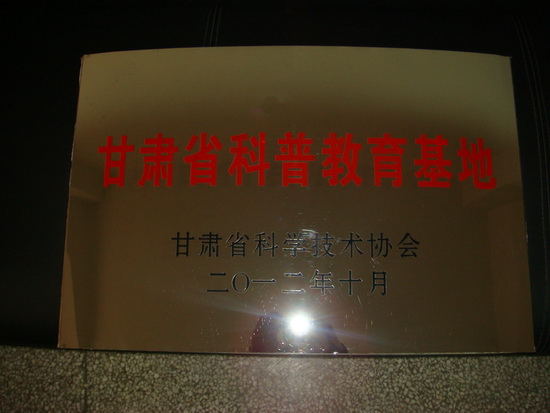 甘肃省科普教育基地
甘肃省科学技术协会
二〇一二年十月